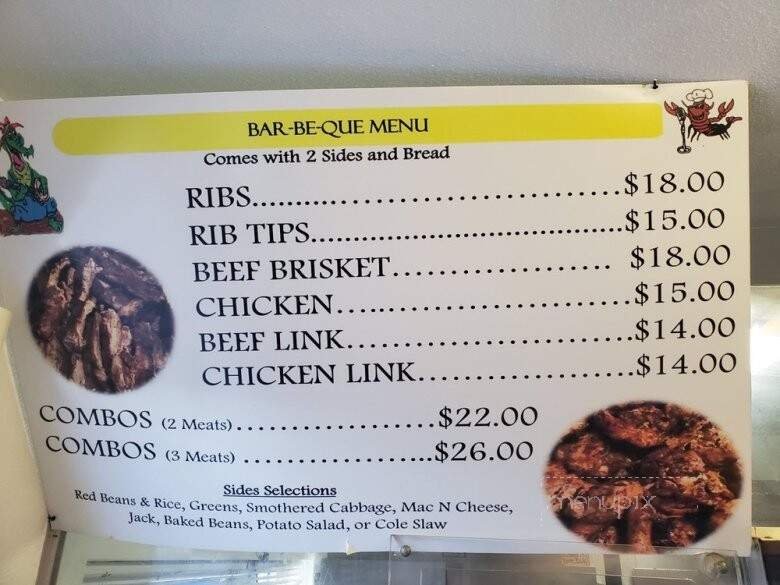 BAR-BE-QUE MENU
Comes with 2 Sides and Bread
RIBS..............................................$18.00
RIB TIPS..............................................$15.00
BEEF BRISKET................... $18.00
CHICKEN..............................$15.00
BEEF LINK..............................$14.00
CHICKEN LINK....................$14.00
COMBOS (2 Meats)...................$22.00
COMBOS (3 Meats) ...................$26.00
Sides Selections
Red Beans & Rice, Greens, Smothered Cabbage, Mac N Cheese,
Jack, Baked Beans, Potato Salad, or Cole Slaw
menupix